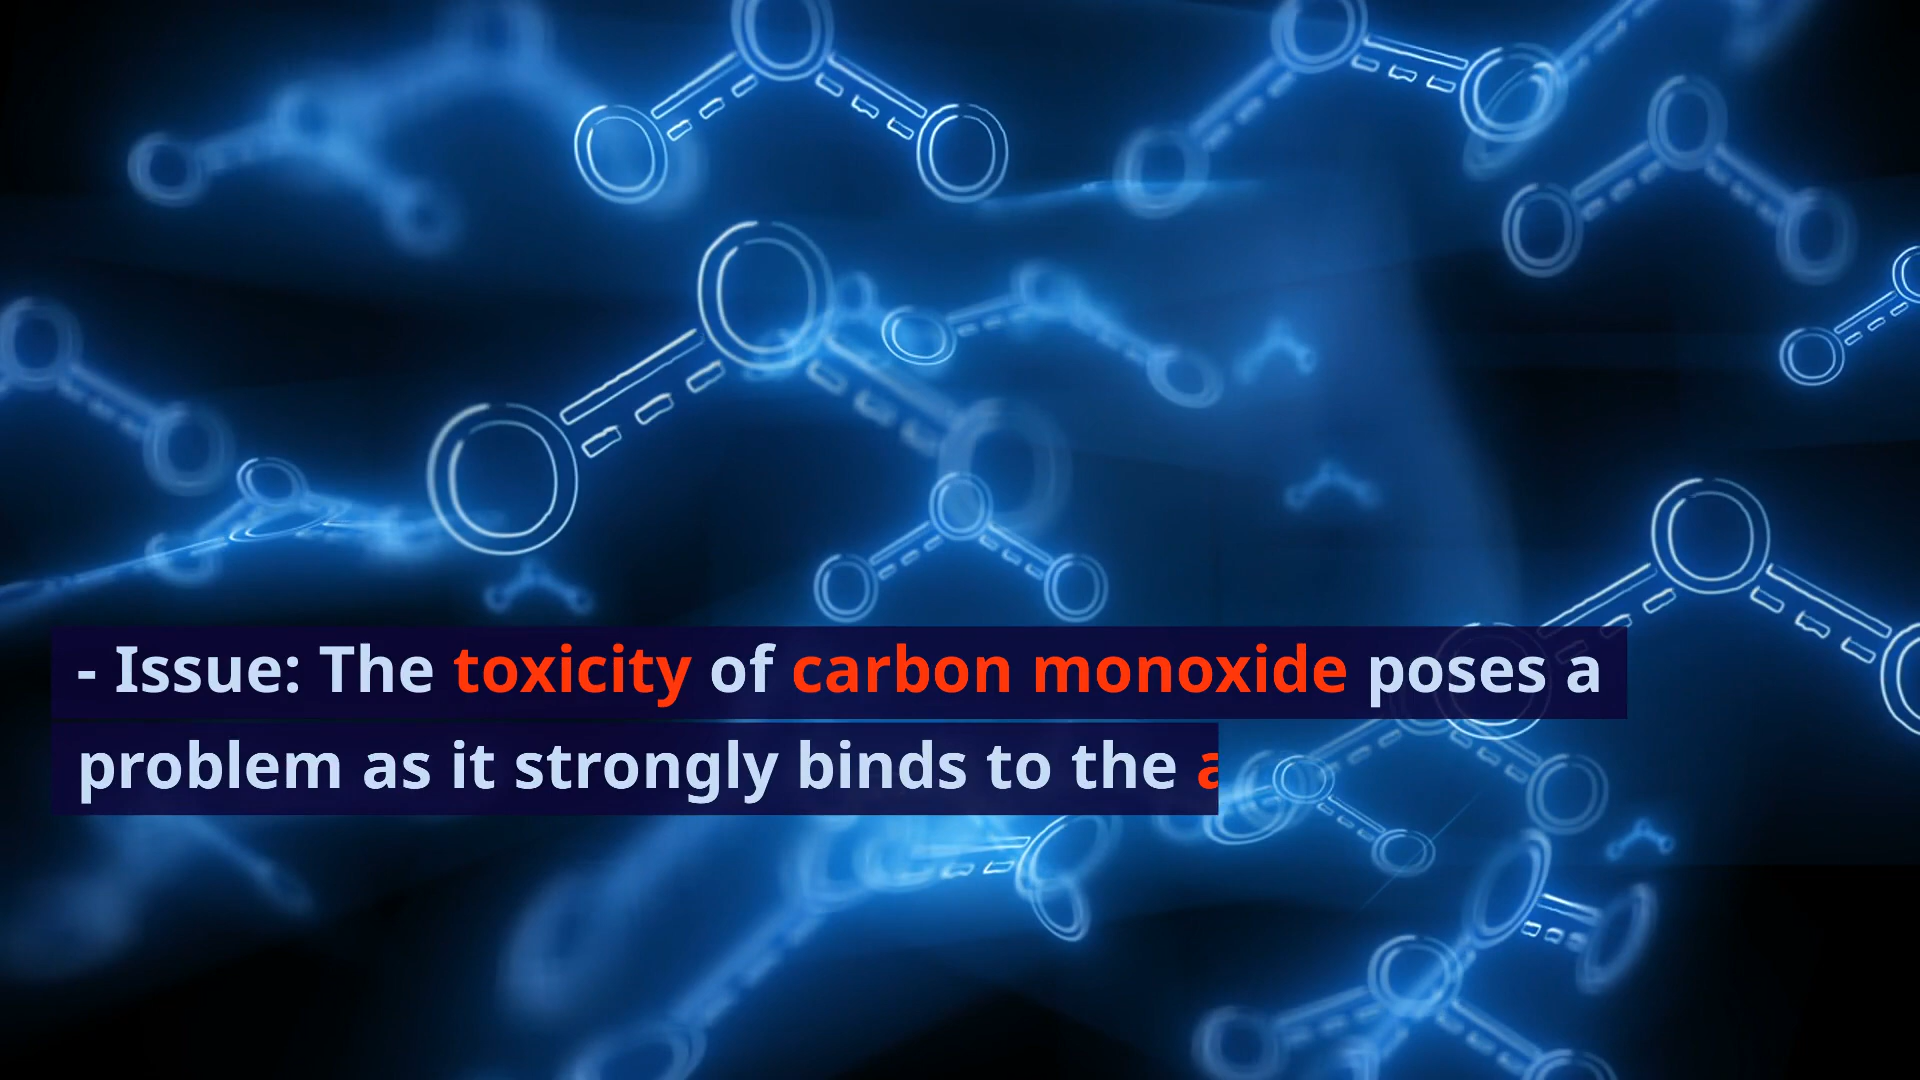 - Issue: The toxicity of carbon monoxide poses a
problem as it strongly binds to the